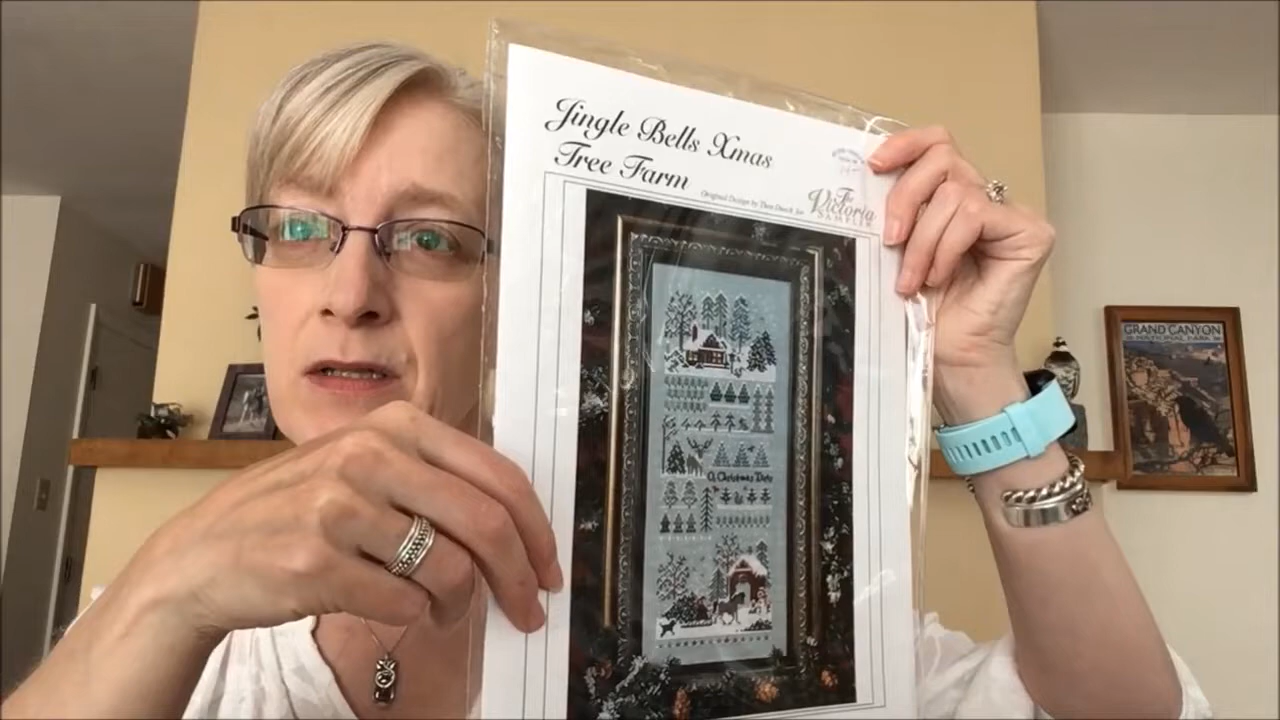 Jingle Bells Xmas
Tree Farm
Original Design by Thea Dueck for
The
Victoria
SAMPLER
O, Christmas Tree
GRAND CANYON
NATIONAL PARK